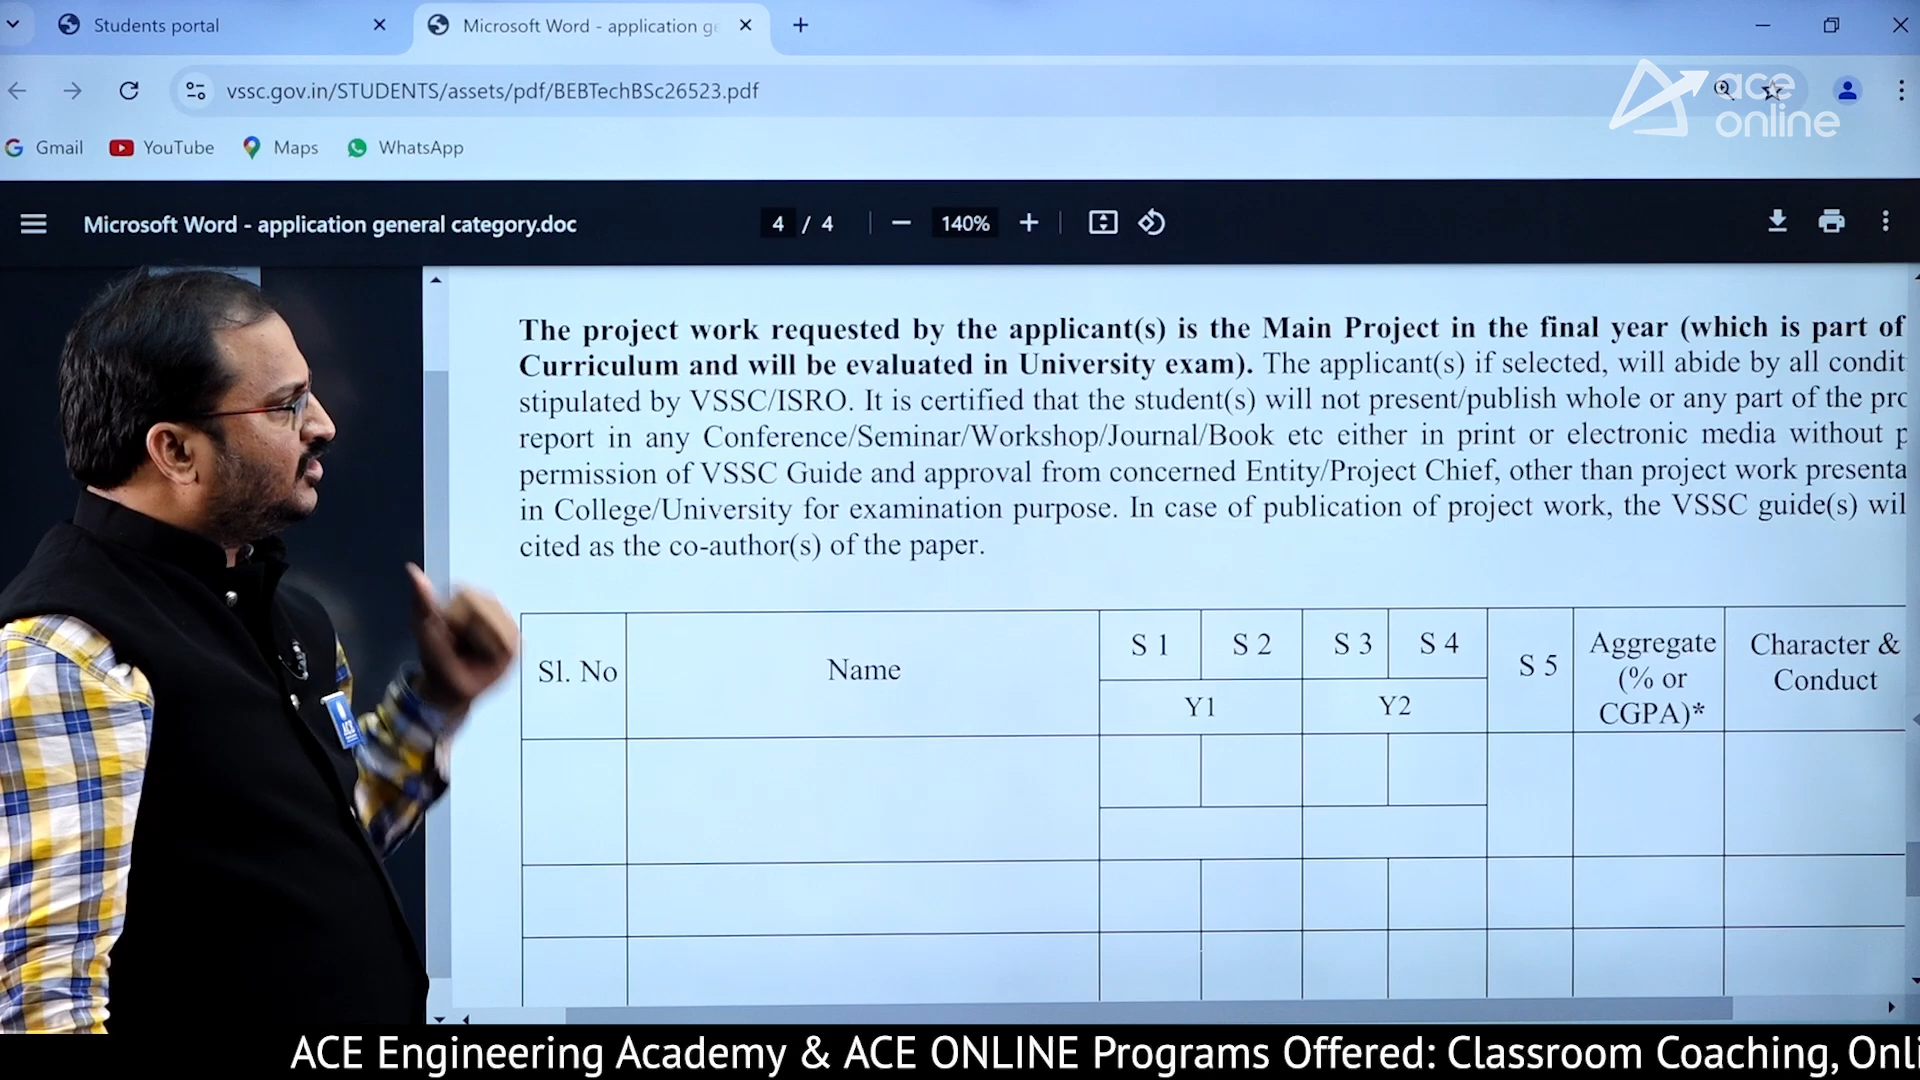 Students portal
Microsoft Word - application ge
vssc.gov.in/STUDENTS/assets/pdf/BEBTechBSc26523.pdf
ace
online
Gmail
YouTube
Maps
WhatsApp
Microsoft Word - application general category.doc
4 / 4
140%
The project work requested by the applicant(s) is the Main Project in the final year (which is part of
Curriculum and will be evaluated in University exam). The applicant(s) if selected, will abide by all condit
stipulated by VSSC/ISRO. It is certified that the student(s) will not present/publish whole or any part of the pro
report in any Conference/Seminar/Workshop/Journal/Book etc either in print or electronic media without p
permission of VSSC Guide and approval from concerned Entity/Project Chief, other than project work presenta
in College/University for examination purpose. In case of publication of project work, the VSSC guide(s) wil
cited as the co-author(s) of the paper.
Sl. No
Name
S 1
S 2
S 3
S 4
Y1
Y2
S 5
Aggregate
(% or
CGPA)*
Character &
Conduct
ACE
ACE Engineering Academy & ACE ONLINE Programs Offered: Classroom Coaching, Onli